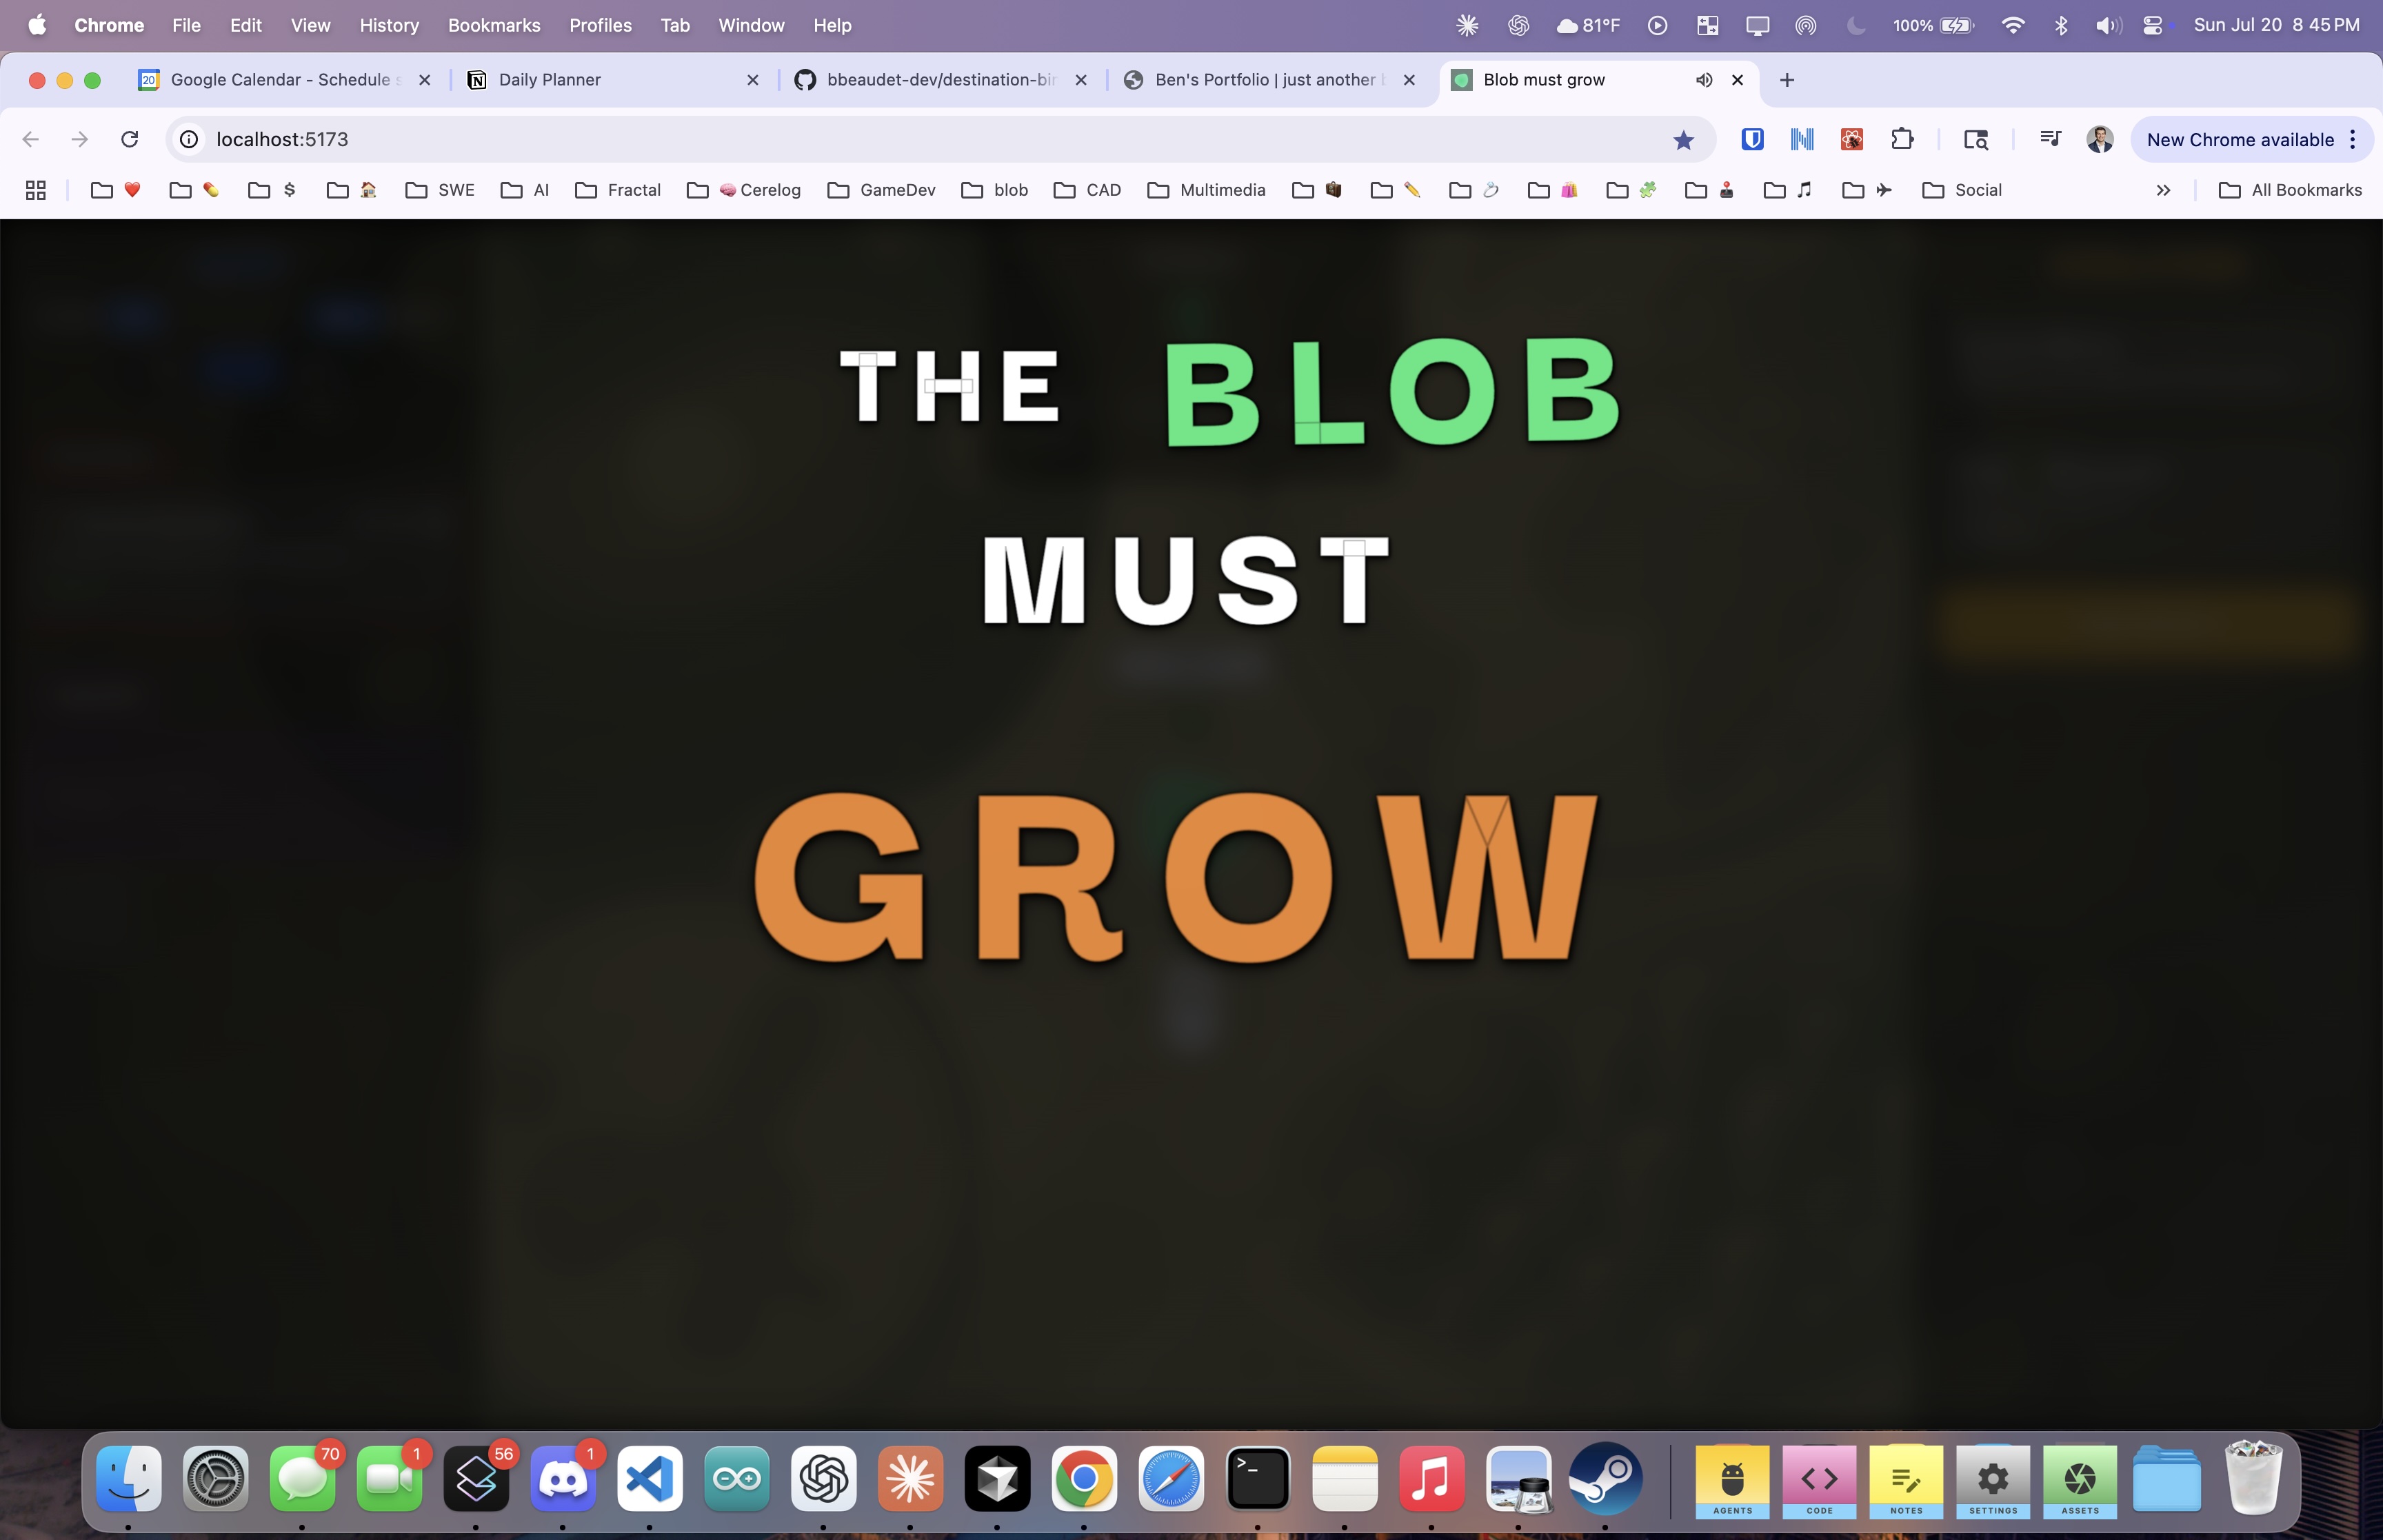 Chrome File Edit View History Bookmarks Profiles Tab Window Help 81°F 100% Sun Jul 20 8 45 PM
20 Google Calendar - Schedule s Daily Planner bbeaudet-dev/destination-bir Ben's Portfolio | just another b Blob must grow
localhost:5173 New Chrome available
$ SWE AI Fractal Cerelog GameDev blob CAD Multimedia Social All Bookmarks
THE BLOB
MUST
GROW
70 1 56 1
>_
AGENTS CODE NOTES SETTINGS ASSETS